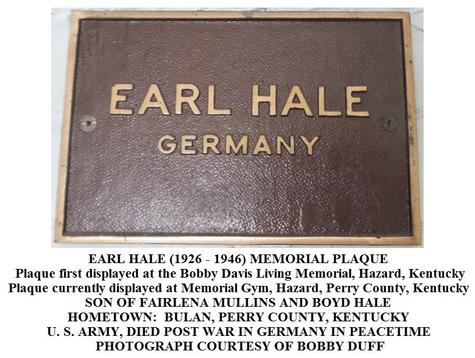 EARL HALE
GERMANY
EARL HALE (1926 - 1946) MEMORIAL PLAQUE
Plaque first displayed at the Bobby Davis Living Memorial, Hazard, Kentucky
Plaque currently displayed at Memorial Gym, Hazard, Perry County, Kentucky
SON OF FAIRLENA MULLINS AND BOYD HALE
HOMETOWN: BULAN, PERRY COUNTY, KENTUCKY
U. S. ARMY, DIED POST WAR IN GERMANY IN PEACETIME
PHOTOGRAPH COURTESY OF BOBBY DUFF